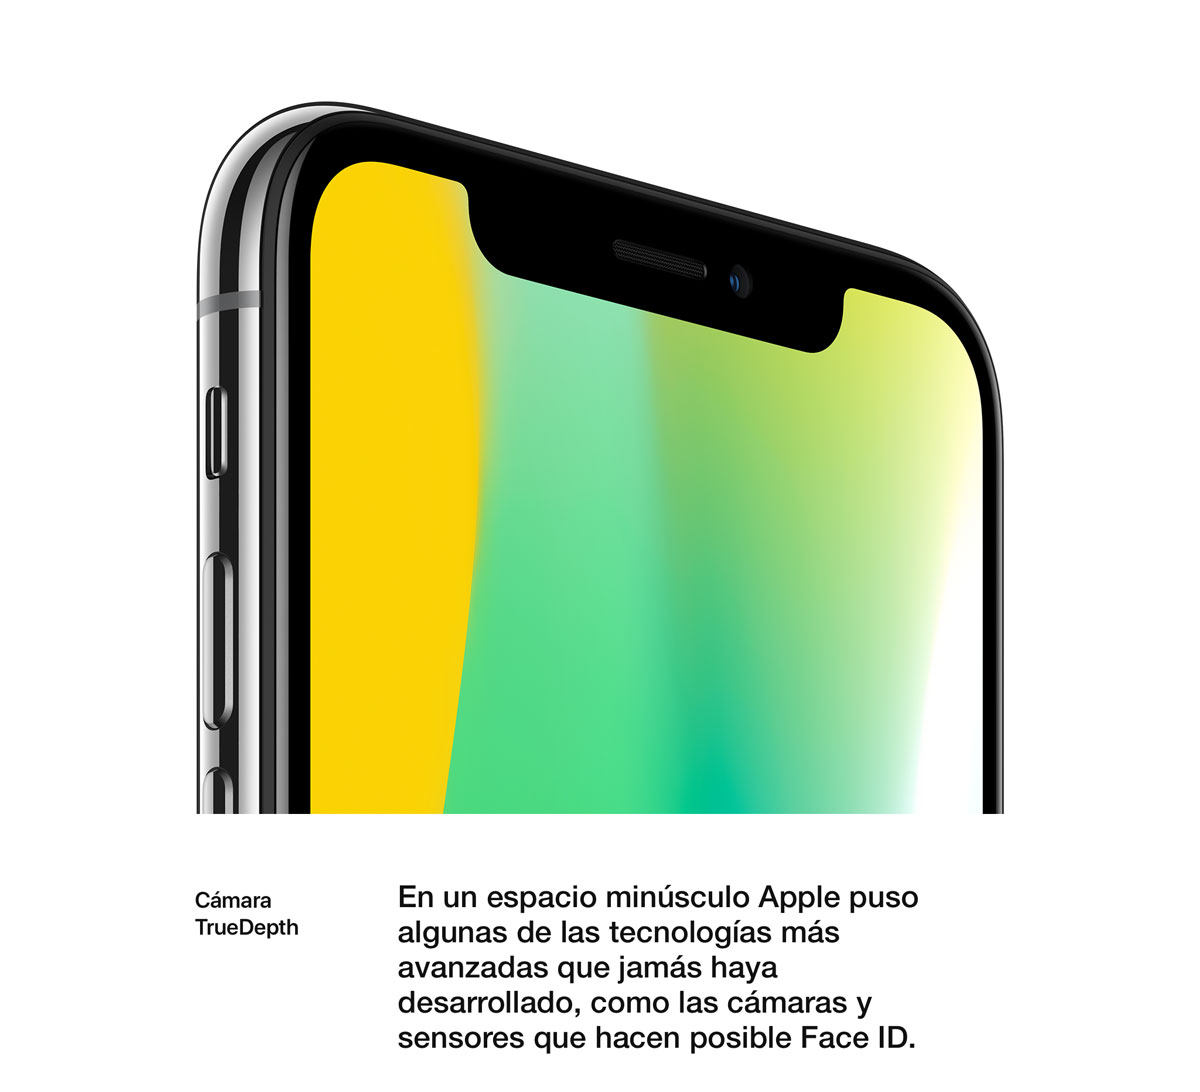 Cámara
TrueDepth
En un espacio minúsculo Apple puso
algunas de las tecnologías más
avanzadas que jamás haya
desarrollado, como las cámaras y
sensores que hacen posible Face ID.